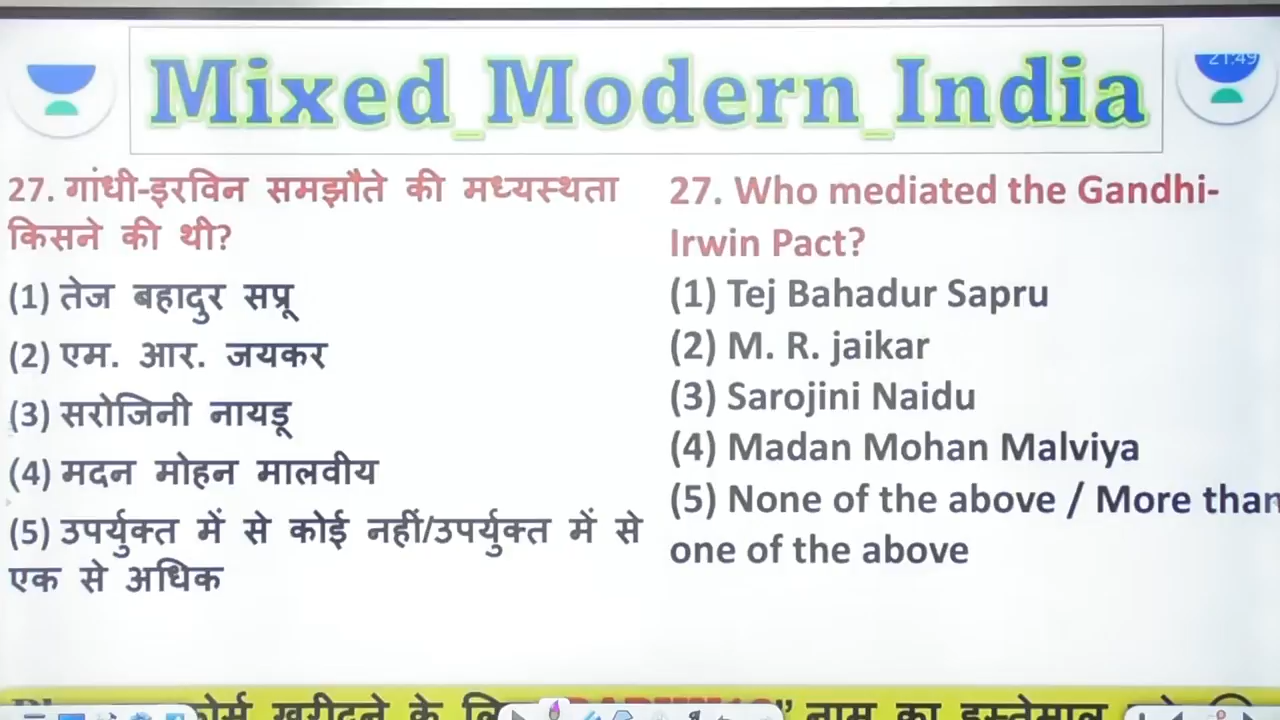 Mixed_Modern_India
21:49
27. गांधी-इरविन समझौते की मध्यस्थता
किसने की थी?
(1) तेज बहादुर सप्रू
(2) एम. आर. जयकर
(3) सरोजिनी नायडू
(4) मदन मोहन मालवीय
(5) उपर्युक्त में से कोई नहीं/उपर्युक्त में से
एक से अधिक
27. Who mediated the Gandhi-
Irwin Pact?
(1) Tej Bahadur Sapru
(2) M. R. jaikar
(3) Sarojini Naidu
(4) Madan Mohan Malviya
(5) None of the above / More than
one of the above
खरीदने के नाम का इस्तेमाल